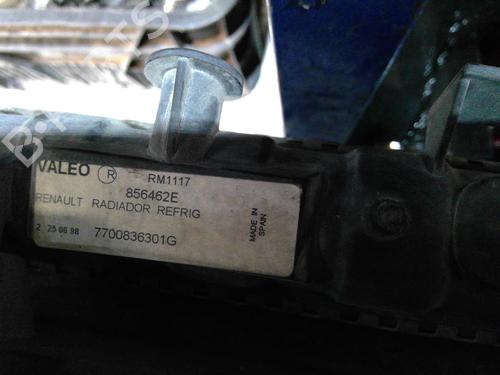 VALEO R RM1117
856462E
RENAULT RADIADOR REFRIG
2 25 06 98 7700836301G
MADE IN
SPAIN